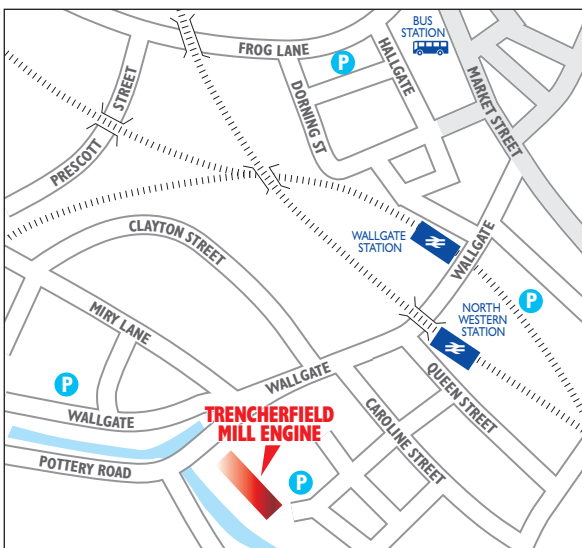 BUS
STATION
FROG LANE
P
HALLGATE
MARKET STREET
DORNING ST
PRESCOTT
STREET
CLAYTON STREET
WALLGATE
STATION
WALLGATE
NORTH
WESTERN
STATION
P
MIRY LANE
P
WALLGATE
QUEEN STREET
WALLGATE
CAROLINE STREET
TRENCHERFIELD
MILL ENGINE
POTTERY ROAD
P